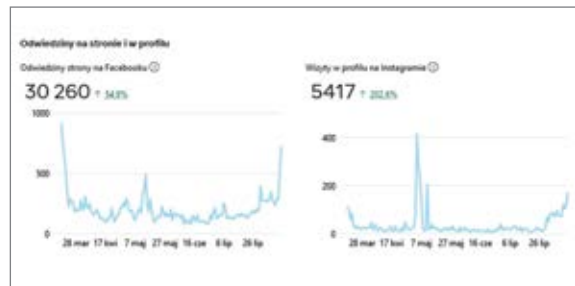 Odwiedziny na stronie i w profilu
Odwiedziny strony na Facebooku
30 260 ↑ 54,8%
1000
500
0
28 mar 17 kwi 7 maj 27 maj 16 cze 6 lip 26 lip
Wizyty w profilu na Instagramie
5417 ↑ 202,6%
400
200
0
28 mar 17 kwi 7 maj 27 maj 16 cze 6 lip 26 lip